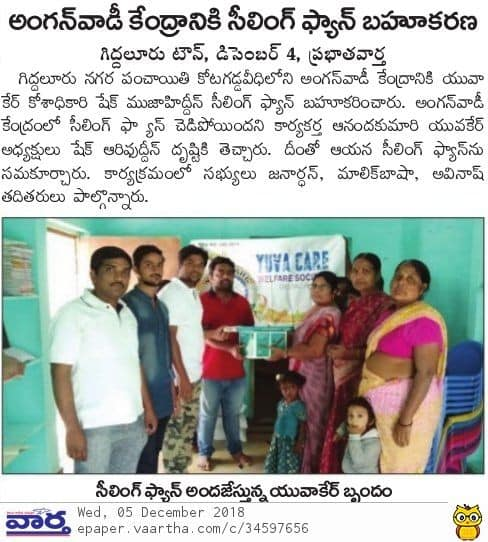 అంగన్‌వాడీ కేంద్రానికి సీలింగ్ ఫ్యాన్ బహూకరణ
గిద్దలూరు టౌన్, డిసెంబర్ 4, ప్రభాతవార్త
గిద్దలూరు నగర పంచాయితి కోటగడ్డవీధిలోని అంగన్‌వాడీ కేంద్రానికి యువా
కేర్ కోశాధికారి షేక్ ముజాహిద్దీన్ సీలింగ్ ఫ్యాన్ బహూకరించారు. అంగన్‌వాడీ
కేంద్రంలో సీలింగ్ ఫ్యా న్ చెడిపోయిందని కార్యకర్త ఆనందకుమారి యువకేర్
అధ్యక్షులు షేక్ ఆరివుద్దీన్ దృష్టికి తెచ్చారు. దీంతో ఆయన సీలింగ్ ఫ్యాన్‌ను
సమకూర్చారు. కార్యక్రమంలో సభ్యులు జనార్ధన్, మాలిక్‌బాషా, అవినాష్
తదితరులు పాల్గొన్నారు.
YUVA CARE
WELFARE SOC
సీలింగ్ ఫ్యాన్ అందజేస్తున్న యువాకేర్ బృందం
వార్త
Wed, 05 December 2018
epaper.vaartha.com/c/34597656